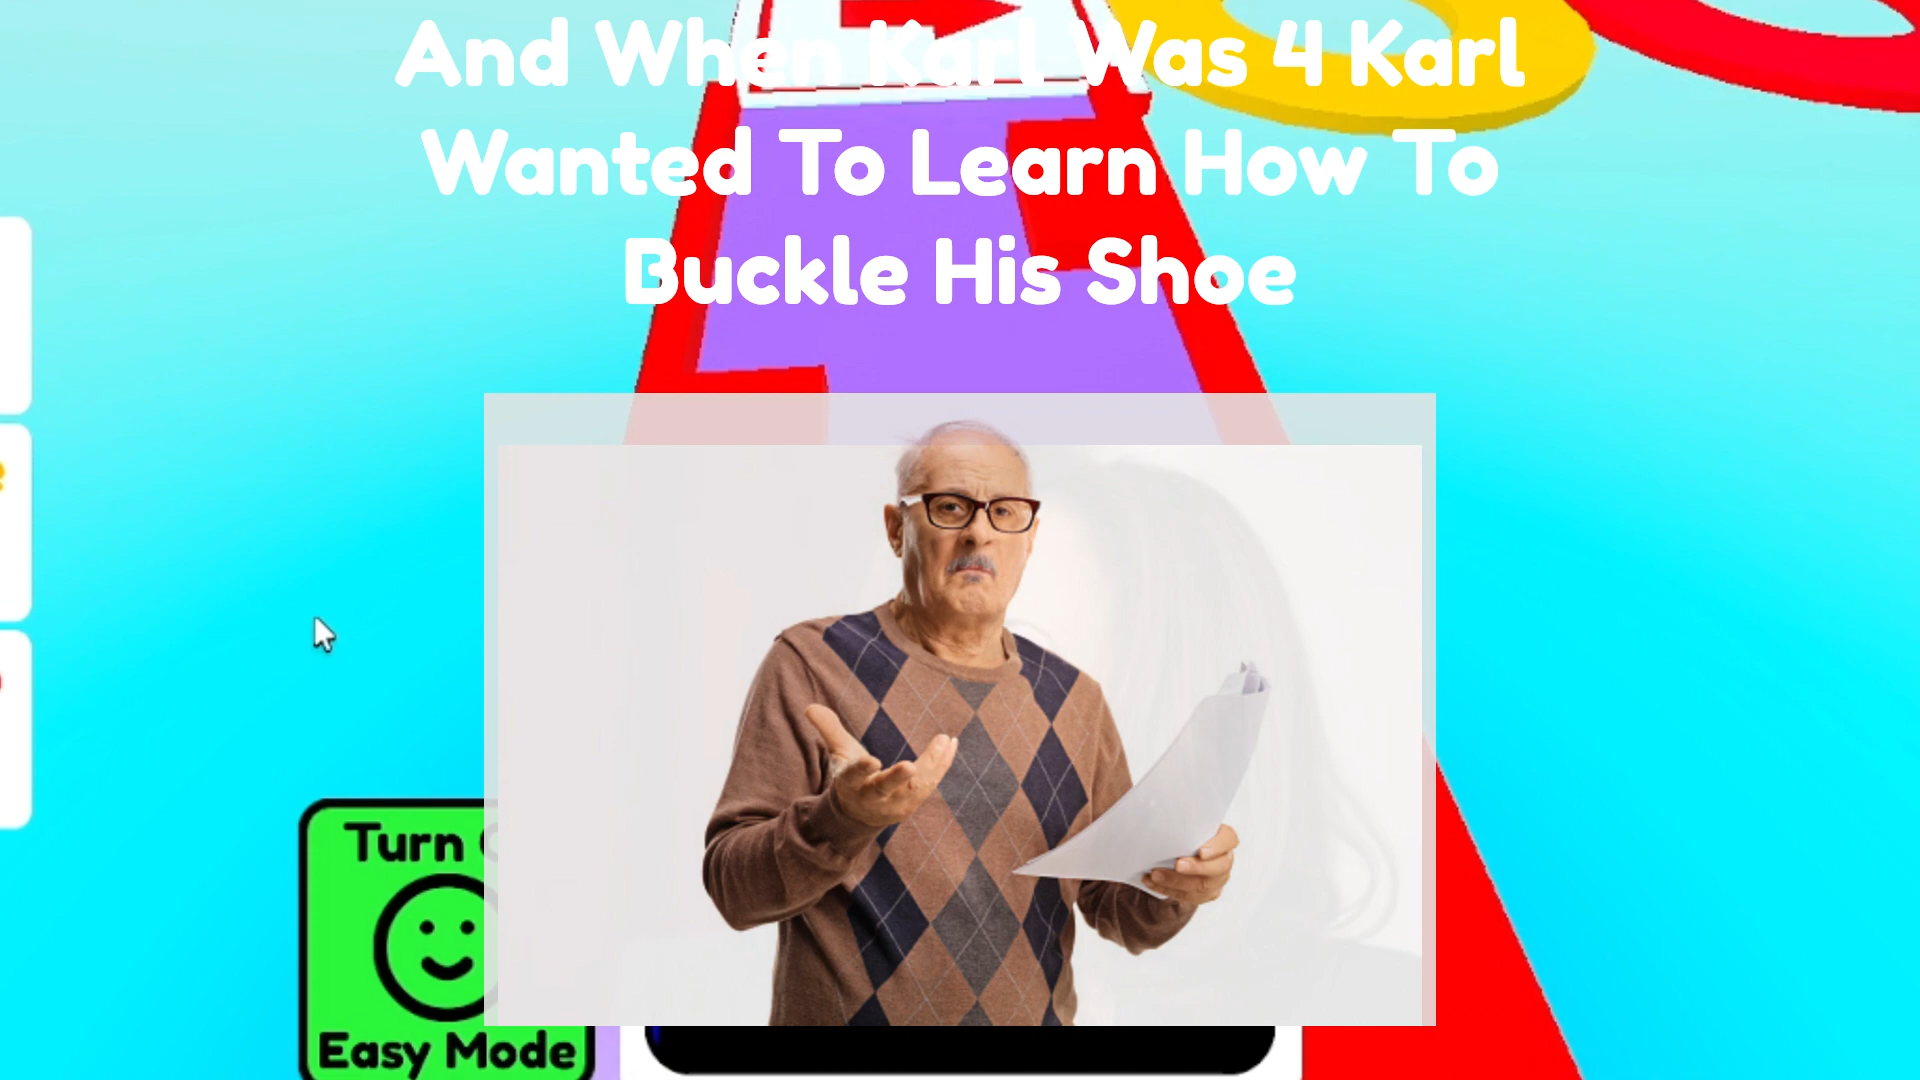 And When Karl Was 4 Karl
Wanted To Learn How To
Buckle His Shoe
Turn
Easy Mode